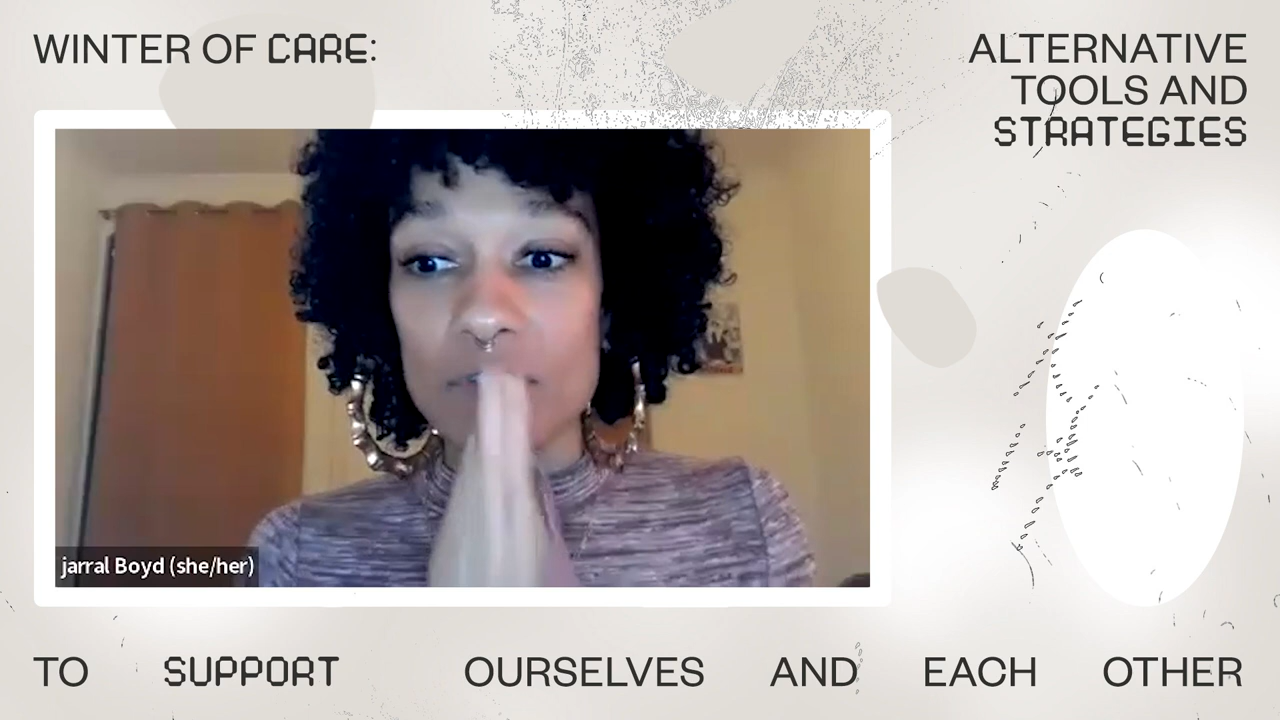 WINTER OF CARE:
ALTERNATIVE
TOOLS AND
STRATEGIES
jarral Boyd (she/her)
TO SUPPORT OURSELVES AND EACH OTHER